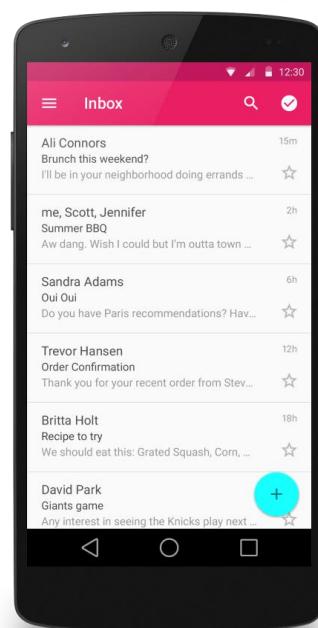 12:30
Inbox
Ali Connors 15m
Brunch this weekend?
I'll be in your neighborhood doing errands ...
me, Scott, Jennifer 2h
Summer BBQ
Aw dang. Wish I could but I'm outta town ...
Sandra Adams 6h
Oui Oui
Do you have Paris recommendations? Hav...
Trevor Hansen 12h
Order Confirmation
Thank you for your recent order from Stev...
Britta Holt 18h
Recipe to try
We should eat this: Grated Squash, Corn, ...
David Park
Giants game
Any interest in seeing the Knicks play next ...